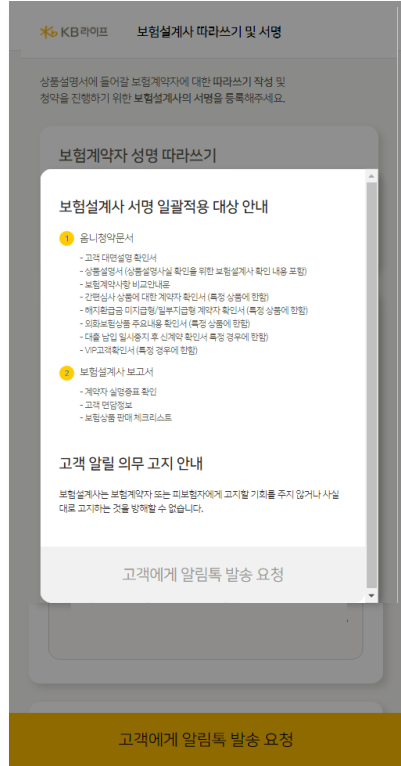 KB라이프 보험설계사 따라쓰기 및 서명
상품설명서에 들어갈 보험계약자에 대한 따라쓰기 작성 및
청약을 진행하기 위한 보험설계사의 서명을 등록해주세요.
보험계약자 성명 따라쓰기
보험설계사 서명 일괄적용 대상 안내
1 옴니청약문서
- 고객 대면설명 확인서
- 상품설명서 (상품설명사실 확인을 위한 보험설계사 확인 내용 포함)
- 보험계약사항 비교안내문
- 간편심사 상품에 대한 계약자 확인서 (특정 상품에 한함)
- 해지환급금 미지급형/일부지급형 계약자 확인서 (특정 상품에 한함)
- 외화보험상품 주요내용 확인서 (특정 상품에 한함)
- 대출 납입 일시중지 후 신계약 확인서 특정 경우에 한함)
- VIP고객확인서 (특정 경우에 한함)
2 보험설계사 보고서
- 계약자 실명증표 확인
- 고객 면담정보
- 보험상품 판매 체크리스트
고객 알릴 의무 고지 안내
보험설계사는 보험계약자 또는 피보험자에게 고지할 기회를 주지 않거나 사실
대로 고지하는 것을 방해할 수 없습니다.
고객에게 알림톡 발송 요청
고객에게 알림톡 발송 요청